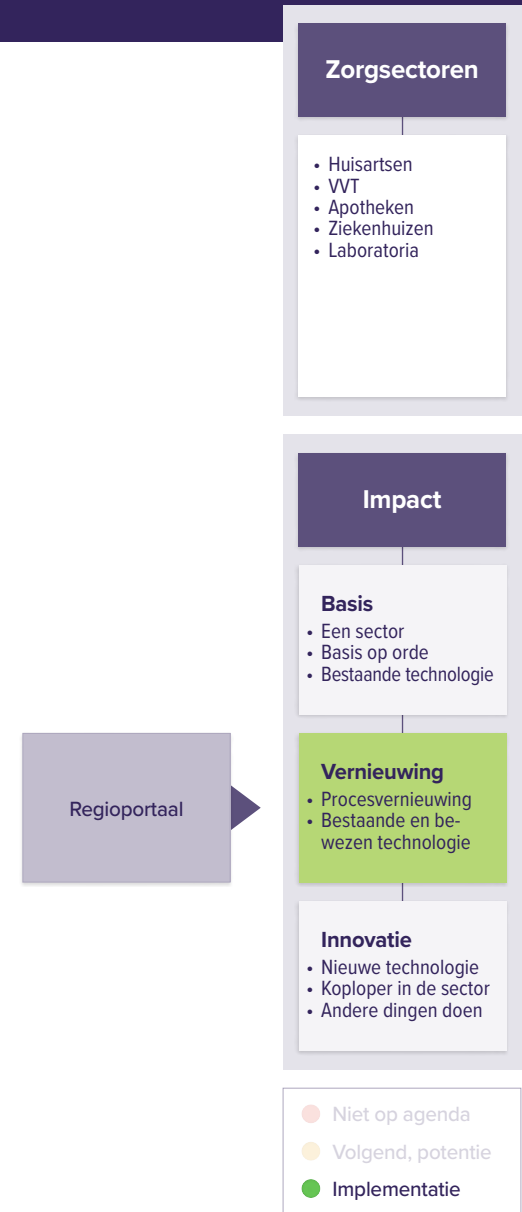 Zorgsectoren
• Huisartsen
• VVT
• Apotheken
• Ziekenhuizen
• Laboratoria
Impact
Basis
• Een sector
• Basis op orde
• Bestaande technologie
Regioportaal
Vernieuwing
• Procesvernieuwing
• Bestaande en be-
wezen technologie
Innovatie
• Nieuwe technologie
• Koploper in de sector
• Andere dingen doen
Niet op agenda
Volgend, potentie
Implementatie